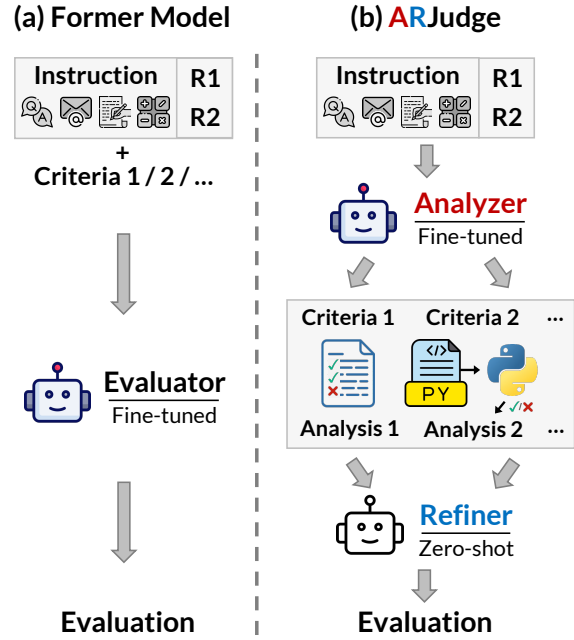 (a) Former Model
Instruction
R1
Q
A
@
R2
+
Criteria 1 / 2 / ...
Evaluator
Fine-tuned
Evaluation
(b) ARJudge
Instruction
R1
Q
A
@
R2
Analyzer
Fine-tuned
Criteria 1 Criteria 2 ...
</>
PY
Analysis 1 Analysis 2 ...
Refiner
Zero-shot
Evaluation